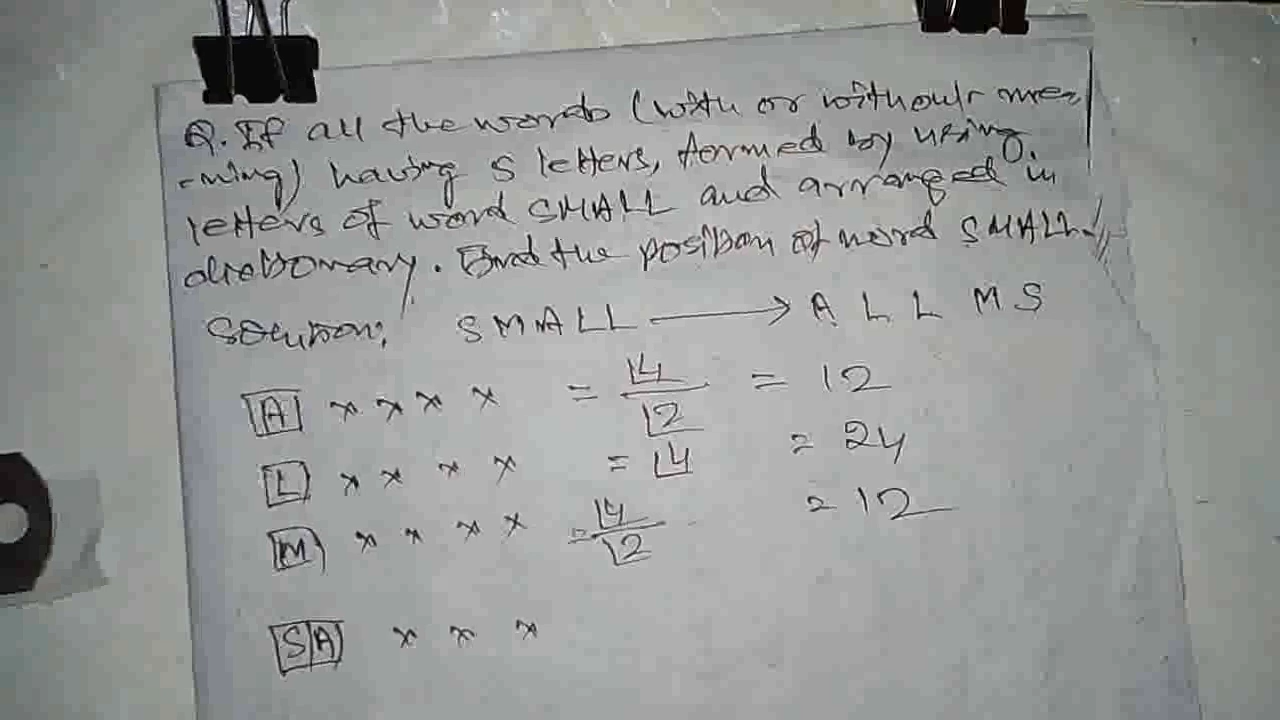 Q. If all the words (with or without mea
-ning) having 5 letters, formed by using
letters of word SMALL and arranged in
dictionary. Find the position of word SMALL.
Solution: SMALL → A L L M S
A × × × × = ⌊4 / ⌊2 = 12
L × × × × = ⌊4 = 24
M × × × × = ⌊4 / ⌊2 = 12
S A × × ×